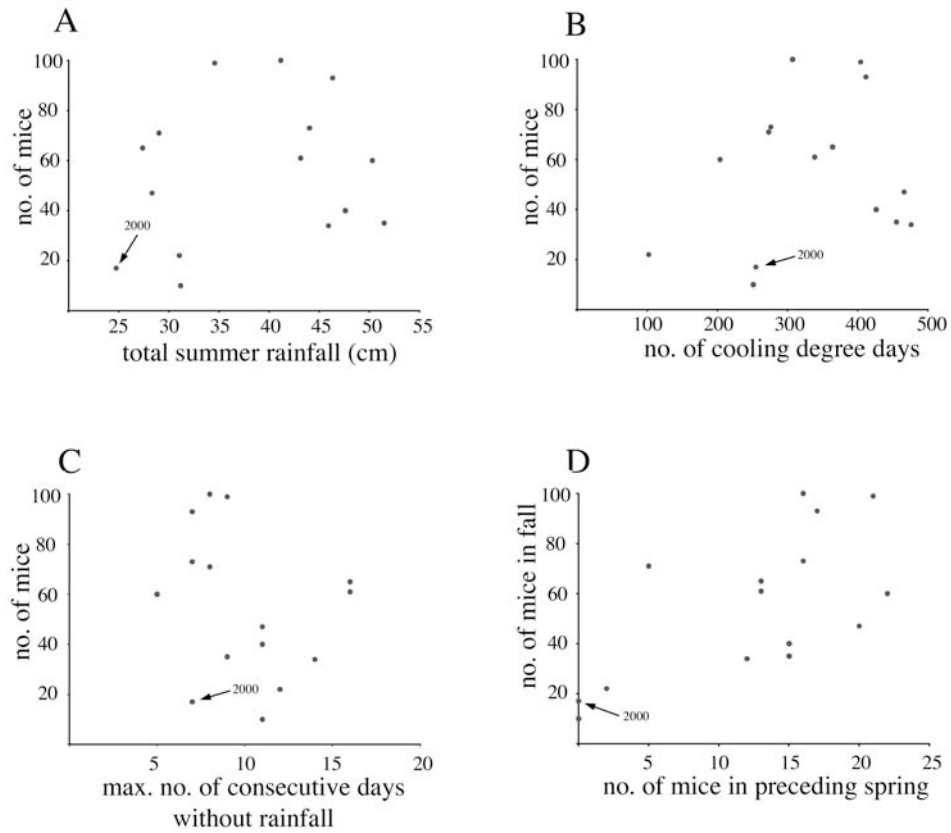 A
no. of mice
100
80
60
40
20
2000
25 30 35 40 45 50 55
total summer rainfall (cm)
B
no. of mice
100
80
60
40
20
2000
100 200 300 400 500
no. of cooling degree days
C
no. of mice
100
80
60
40
20
2000
5 10 15 20
max. no. of consecutive days
without rainfall
D
no. of mice in fall
100
80
60
40
20
2000
5 10 15 20 25
no. of mice in preceding spring